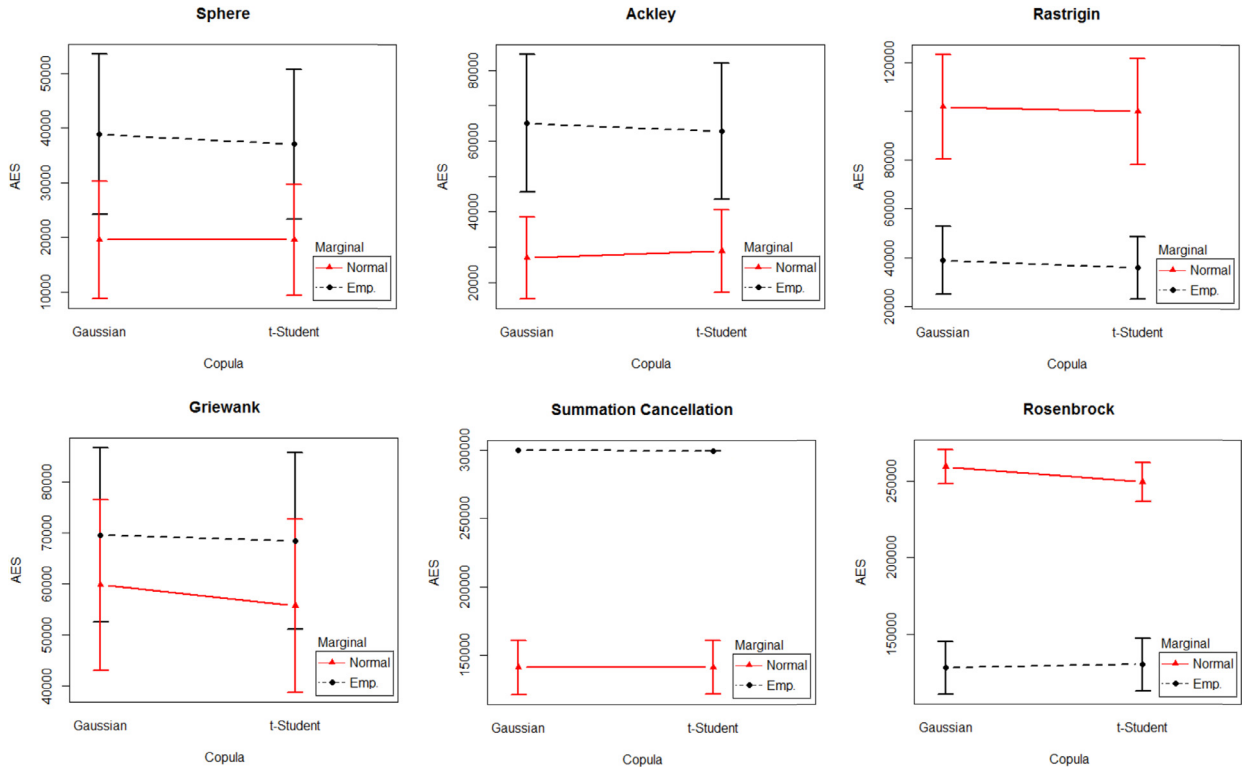 Sphere
AES
50000
40000
30000
20000
10000
Marginal
Normal
Emp.
Gaussian
t-Student
Copula
Ackley
AES
80000
60000
40000
20000
Marginal
Normal
Emp.
Gaussian
t-Student
Copula
Rastrigin
AES
120000
80000
60000
40000
20000
Marginal
Normal
Emp.
Gaussian
t-Student
Copula
Griewank
AES
80000
70000
60000
50000
40000
Marginal
Normal
Emp.
Gaussian
t-Student
Copula
Summation Cancellation
AES
300000
250000
200000
150000
Marginal
Normal
Emp.
Gaussian
t-Student
Copula
Rosenbrock
AES
250000
200000
150000
Marginal
Normal
Emp.
Gaussian
t-Student
Copula